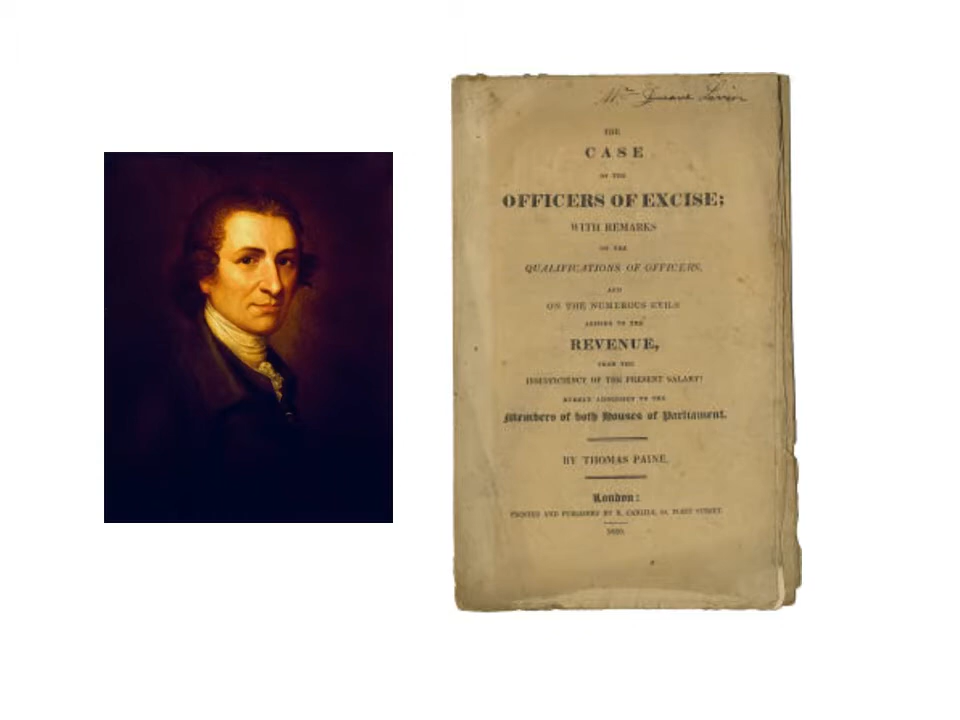 THE
CASE
OF THE
OFFICERS OF EXCISE;
WITH REMARKS
ON THE
QUALIFICATIONS OF OFFICERS,
AND
ON THE NUMEROUS EVILS
ARISING TO THE
REVENUE,
FROM THE
INSUFFICIENCY OF THE PRESENT SALARY:
HUMBLY ADDRESSED TO THE
Members of both Houses of Parliament.
BY THOMAS PAINE.
London:
PRINTED AND PUBLISHED BY R. CARLILE, FLEET STREET.